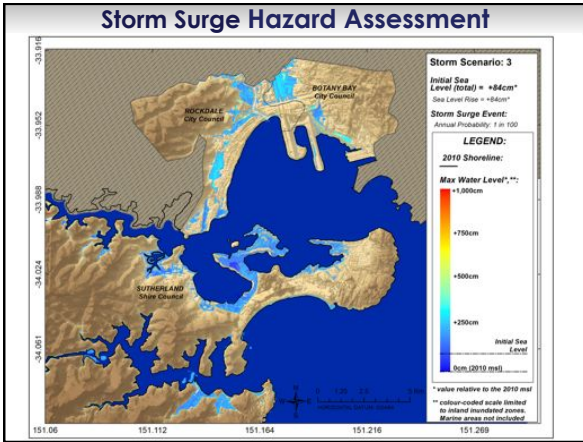 Storm Surge Hazard Assessment
-33.916
-33.952
-33.988
-34.024
-34.061
151.06
151.112
151.164
151.216
151.269
ROCKDALE
City Council
BOTANY BAY
City Council
SUTHERLAND
Shire Council
Storm Scenario: 3
Initial Sea
Level (total) = +84cm*
Sea Level Rise = +84cm*
Storm Surge Event:
Annual Probability: 1 in 100
LEGEND:
2010 Shoreline:
Max Water Level*,**:
+1,000cm
+750cm
+500cm
+250cm
Initial Sea
Level
0cm (2010 msl)
* value relative to the 2010 msl
** colour-coded scale limited
to inland inundated zones.
Marine areas not included